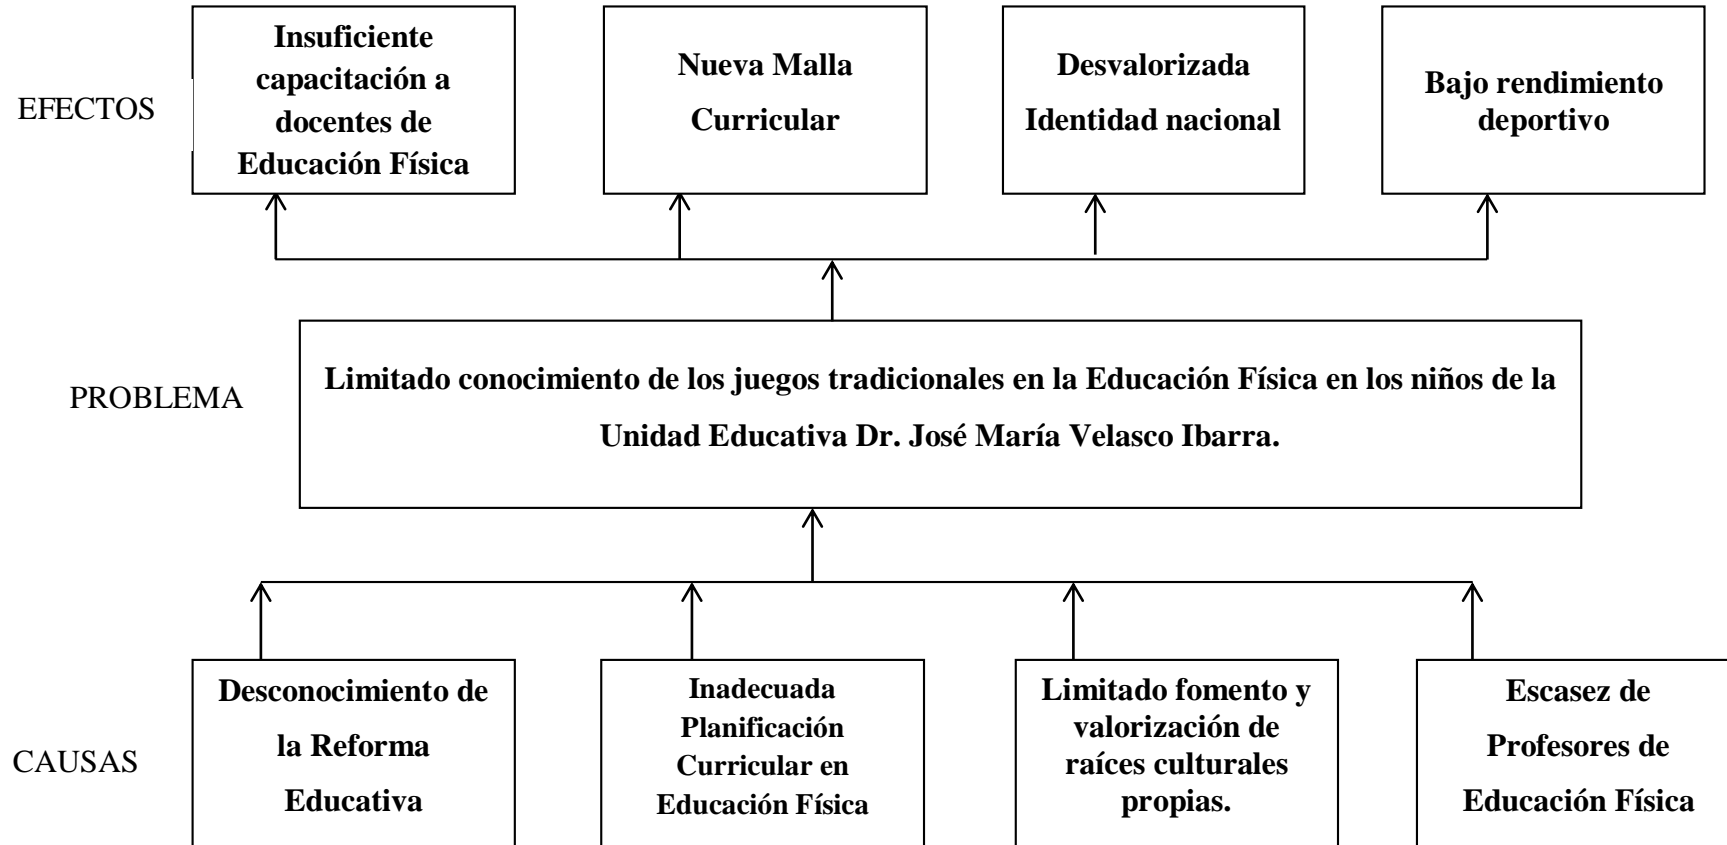 EFECTOS
Insuficiente
capacitación a
docentes de
Educación Física
Nueva Malla
Curricular
Desvalorizada
Identidad nacional
Bajo rendimiento
deportivo
PROBLEMA
Limitado conocimiento de los juegos tradicionales en la Educación Física en los niños de la
Unidad Educativa Dr. José María Velasco Ibarra.
CAUSAS
Desconocimiento de
la Reforma
Educativa
Inadecuada
Planificación
Curricular en
Educación Física
Limitado fomento y
valorización de
raíces culturales
propias.
Escasez de
Profesores de
Educación Física